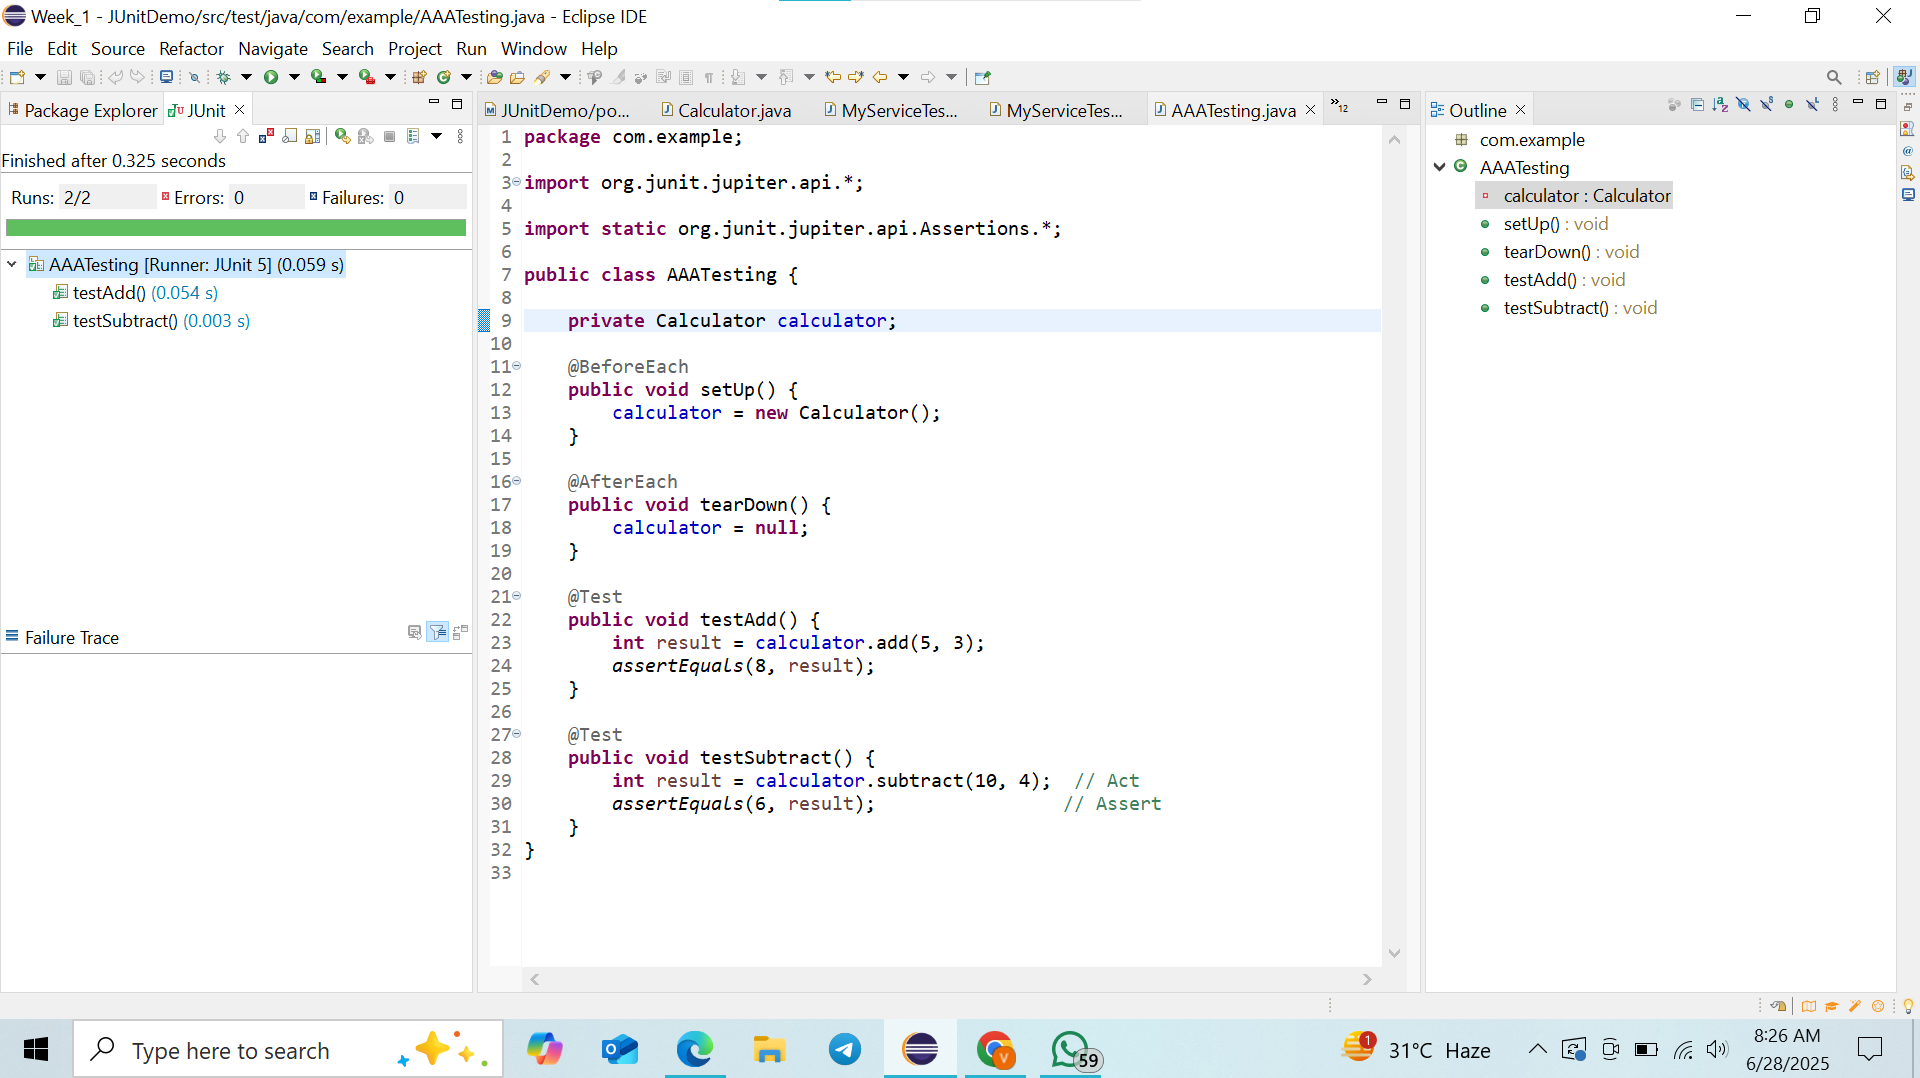 Week_1 - JUnitDemo/src/test/java/com/example/AAATesting.java - Eclipse IDE
File Edit Source Refactor Navigate Search Project Run Window Help
Package Explorer JUnit
Finished after 0.325 seconds
Runs: 2/2 Errors: 0 Failures: 0
AAATesting [Runner: JUnit 5] (0.059 s)
testAdd() (0.054 s)
testSubtract() (0.003 s)
Failure Trace
JUnitDemo/po... Calculator.java MyServiceTes... MyServiceTes... AAATesting.java »12
1 package com.example;
2
3 import org.junit.jupiter.api.*;
4
5 import static org.junit.jupiter.api.Assertions.*;
6
7 public class AAATesting {
8
9     private Calculator calculator;
10
11     @BeforeEach
12     public void setUp() {
13         calculator = new Calculator();
14     }
15
16     @AfterEach
17     public void tearDown() {
18         calculator = null;
19     }
20
21     @Test
22     public void testAdd() {
23         int result = calculator.add(5, 3);
24         assertEquals(8, result);
25     }
26
27     @Test
28     public void testSubtract() {
29         int result = calculator.subtract(10, 4);  // Act
30         assertEquals(6, result);                 // Assert
31     }
32 }
33
Outline
com.example
AAATesting
calculator : Calculator
setUp() : void
tearDown() : void
testAdd() : void
testSubtract() : void
Type here to search
59
1
31°C Haze
8:26 AM
6/28/2025